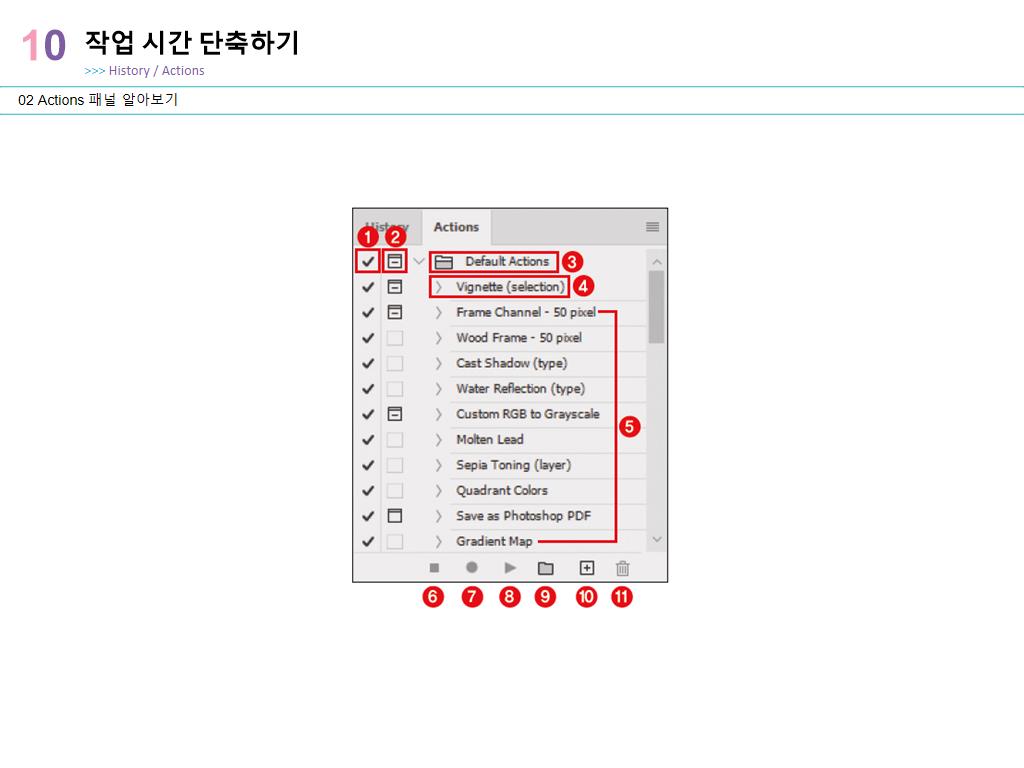 10 작업 시간 단축하기
>>> History / Actions
02 Actions 패널 알아보기
History Actions
1 2
Default Actions 3
Vignette (selection) 4
Frame Channel - 50 pixel
Wood Frame - 50 pixel
Cast Shadow (type)
Water Reflection (type)
Custom RGB to Grayscale
5
Molten Lead
Sepia Toning (layer)
Quadrant Colors
Save as Photoshop PDF
Gradient Map
6 7 8 9 10 11